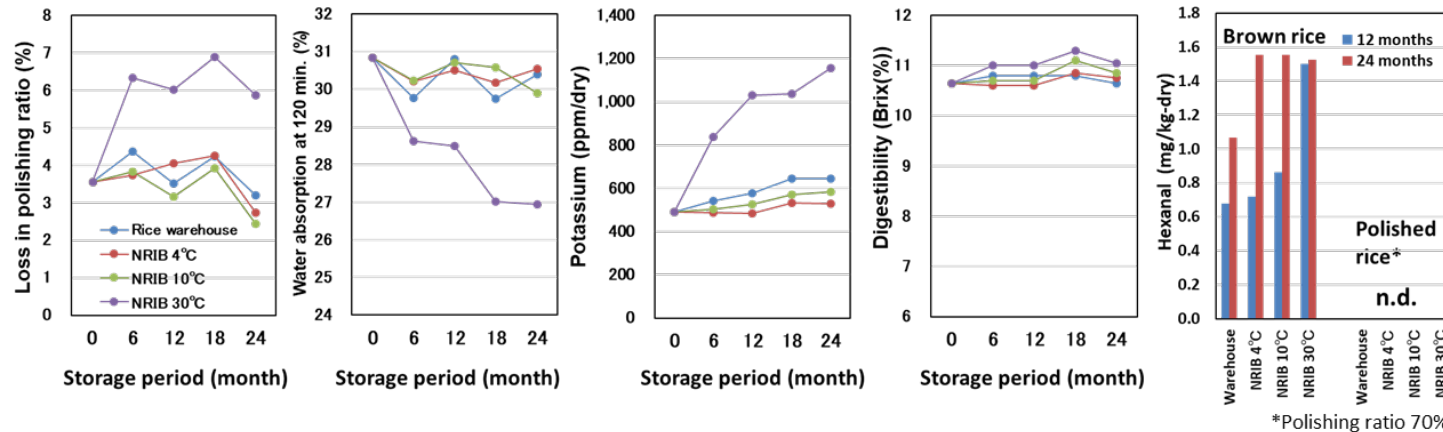 Loss in polishing ratio (%)
8
7
6
5
4
3
2
1
0
Rice warehouse
NRIB 4℃
NRIB 10℃
NRIB 30℃
0 6 12 18 24
Storage period (month)
Water absorption at 120 min. (%)
32
31
30
29
28
27
26
25
24
0 6 12 18 24
Storage period (month)
Potassium (ppm/dry)
1,400
1,200
1,000
800
600
400
200
0
0 6 12 18 24
Storage period (month)
Digestibility (Brix(%))
12
11
10
9
8
7
6
0 6 12 18 24
Storage period (month)
Hexanal (mg/kg-dry)
1.8
1.6
1.4
1.2
1.0
0.8
0.6
0.4
0.2
0.0
Brown rice
12 months
24 months
Polished
rice*
n.d.
Warehouse
NRIB 4℃
NRIB 10℃
NRIB 30℃
Warehouse
NRIB 4℃
NRIB 10℃
NRIB 30℃
*Polishing ratio 70%